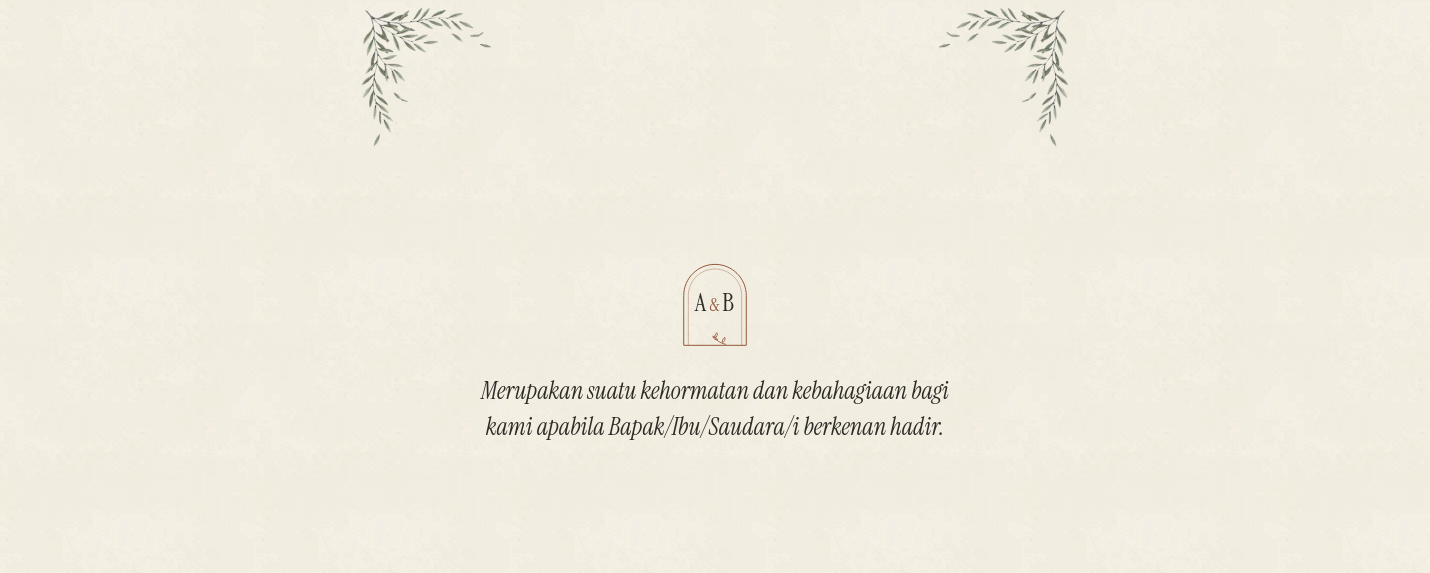 A & B
Merupakan suatu kehormatan dan kebahagiaan bagi
kami apabila Bapak/Ibu/Saudara/i berkenan hadir.